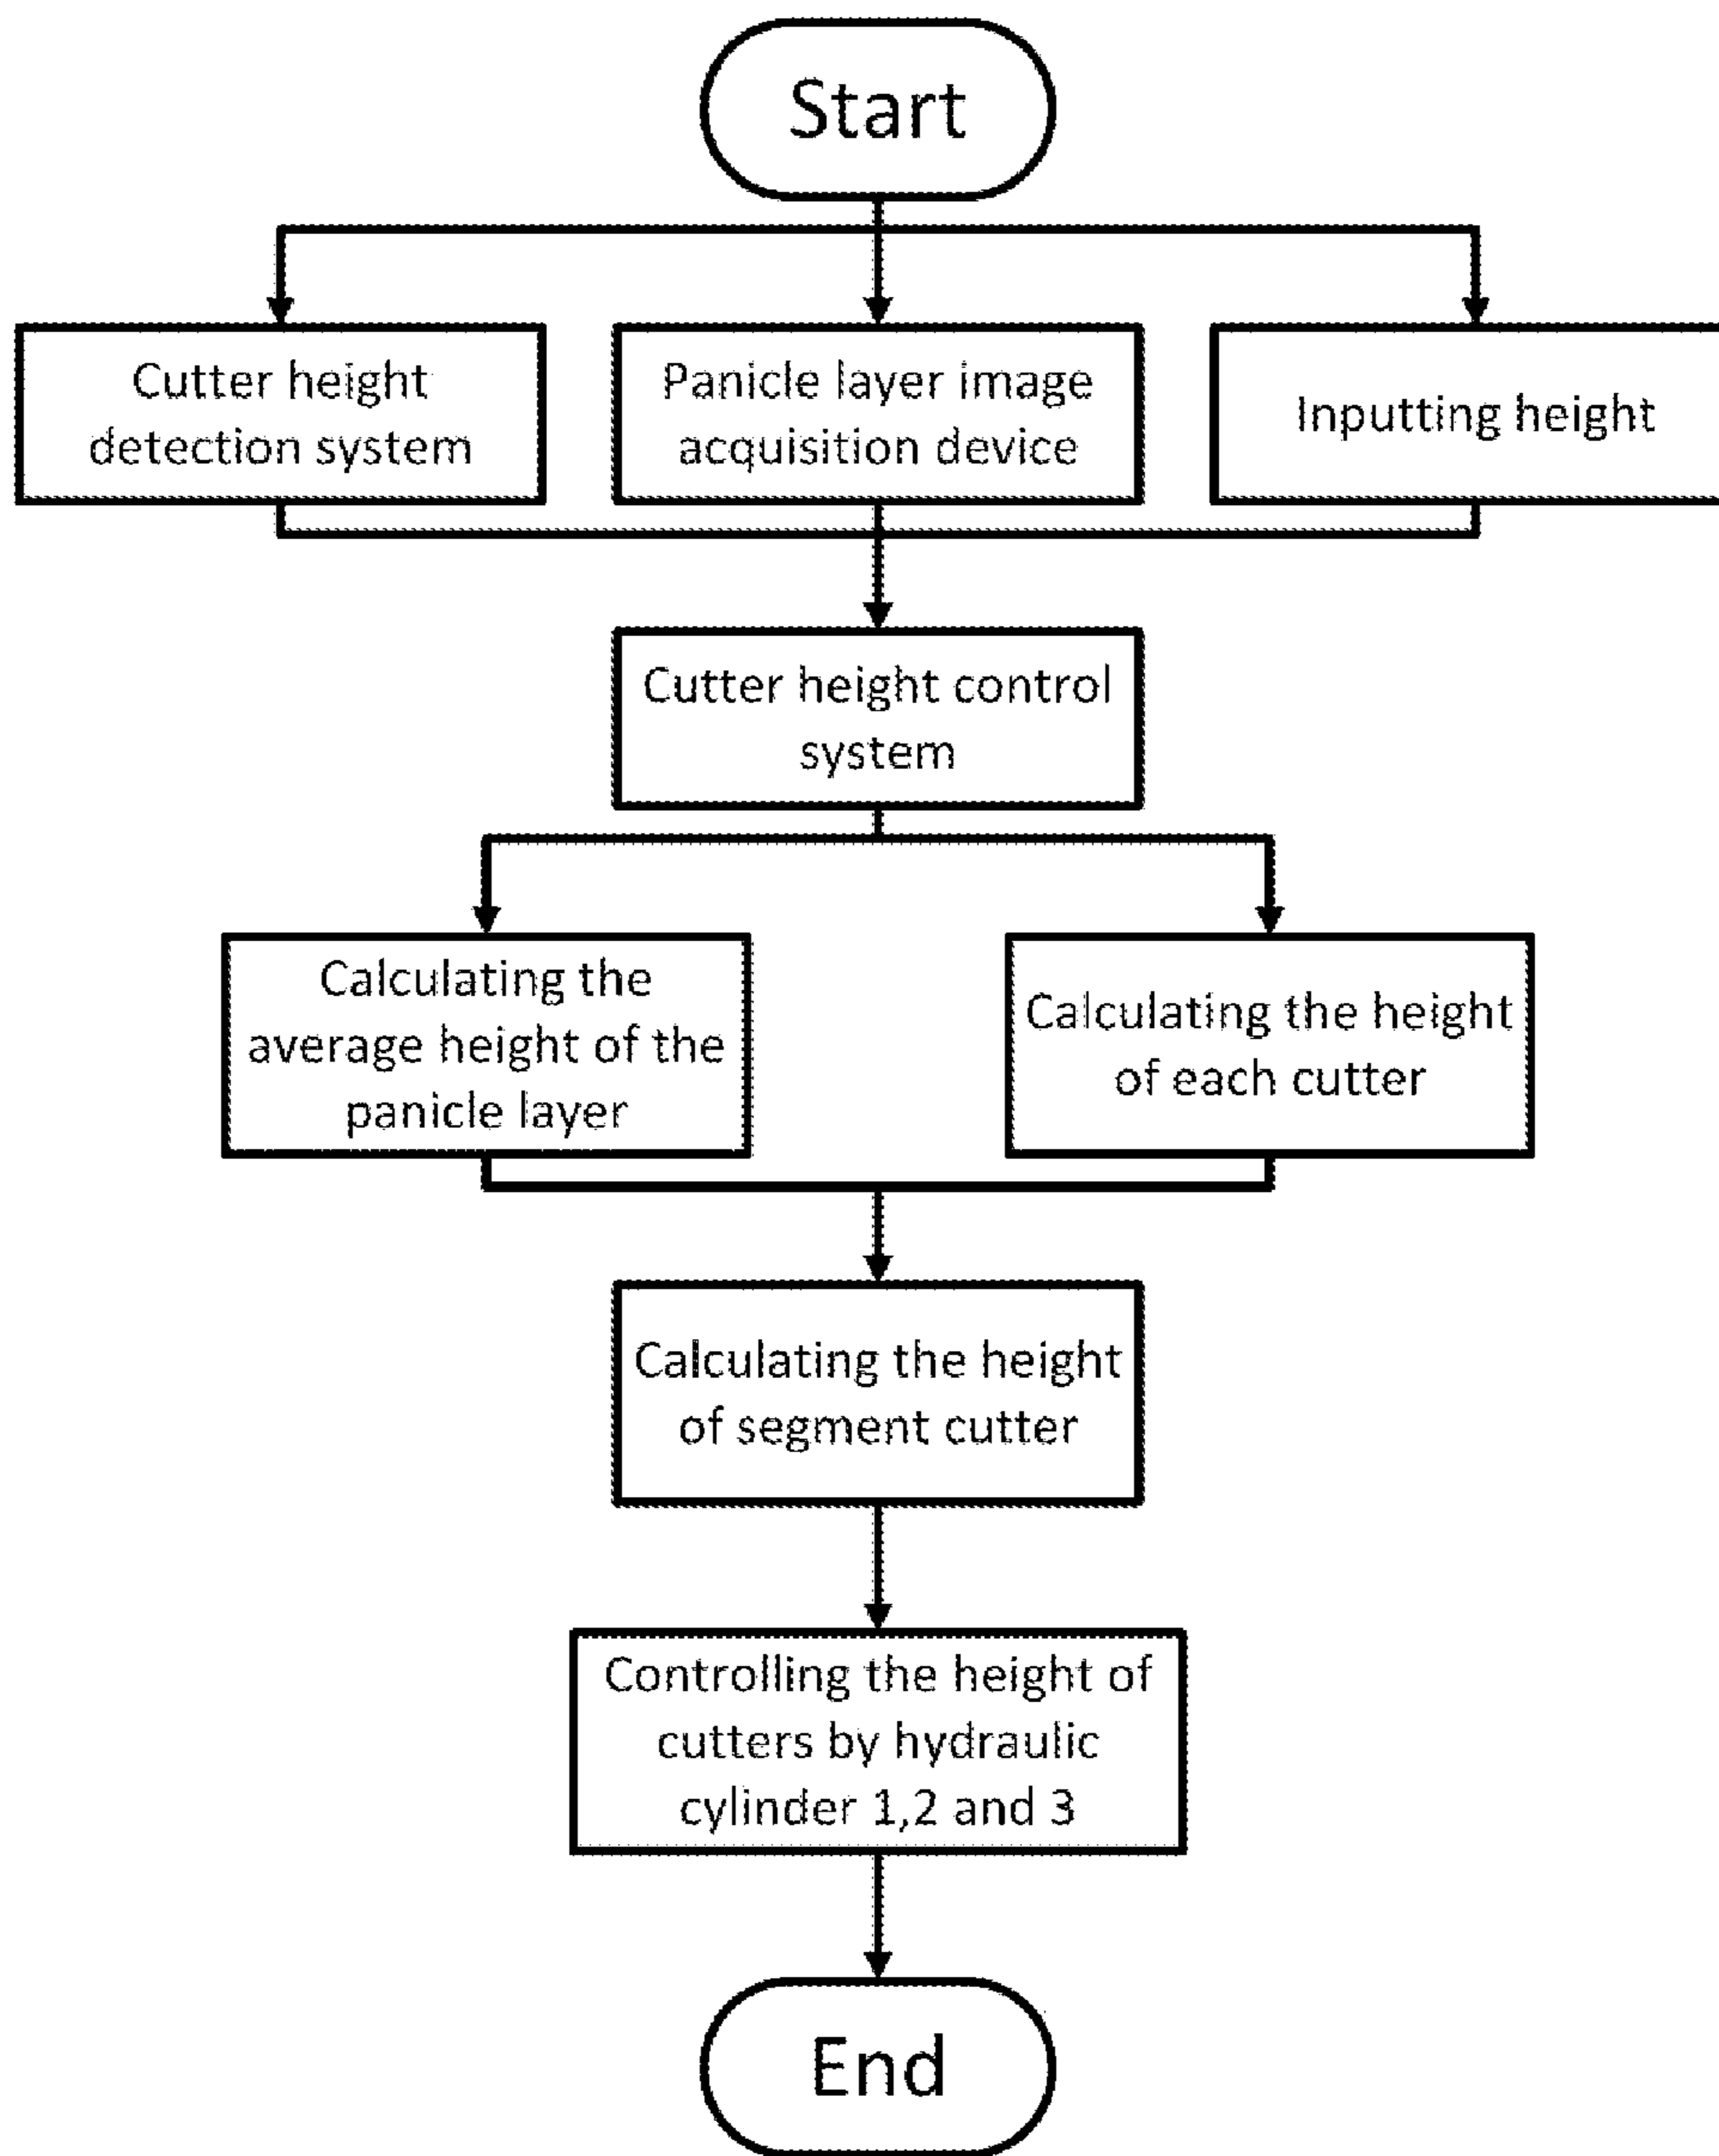 Start
Cutter height
detection system
Panicle layer image
acquisition device
Inputting height
Cutter height control
system
Calculating the
average height of the
panicle layer
Calculating the height
of each cutter
Calculating the height
of segment cutter
Controlling the height of
cutters by hydraulic
cylinder 1,2 and 3
End